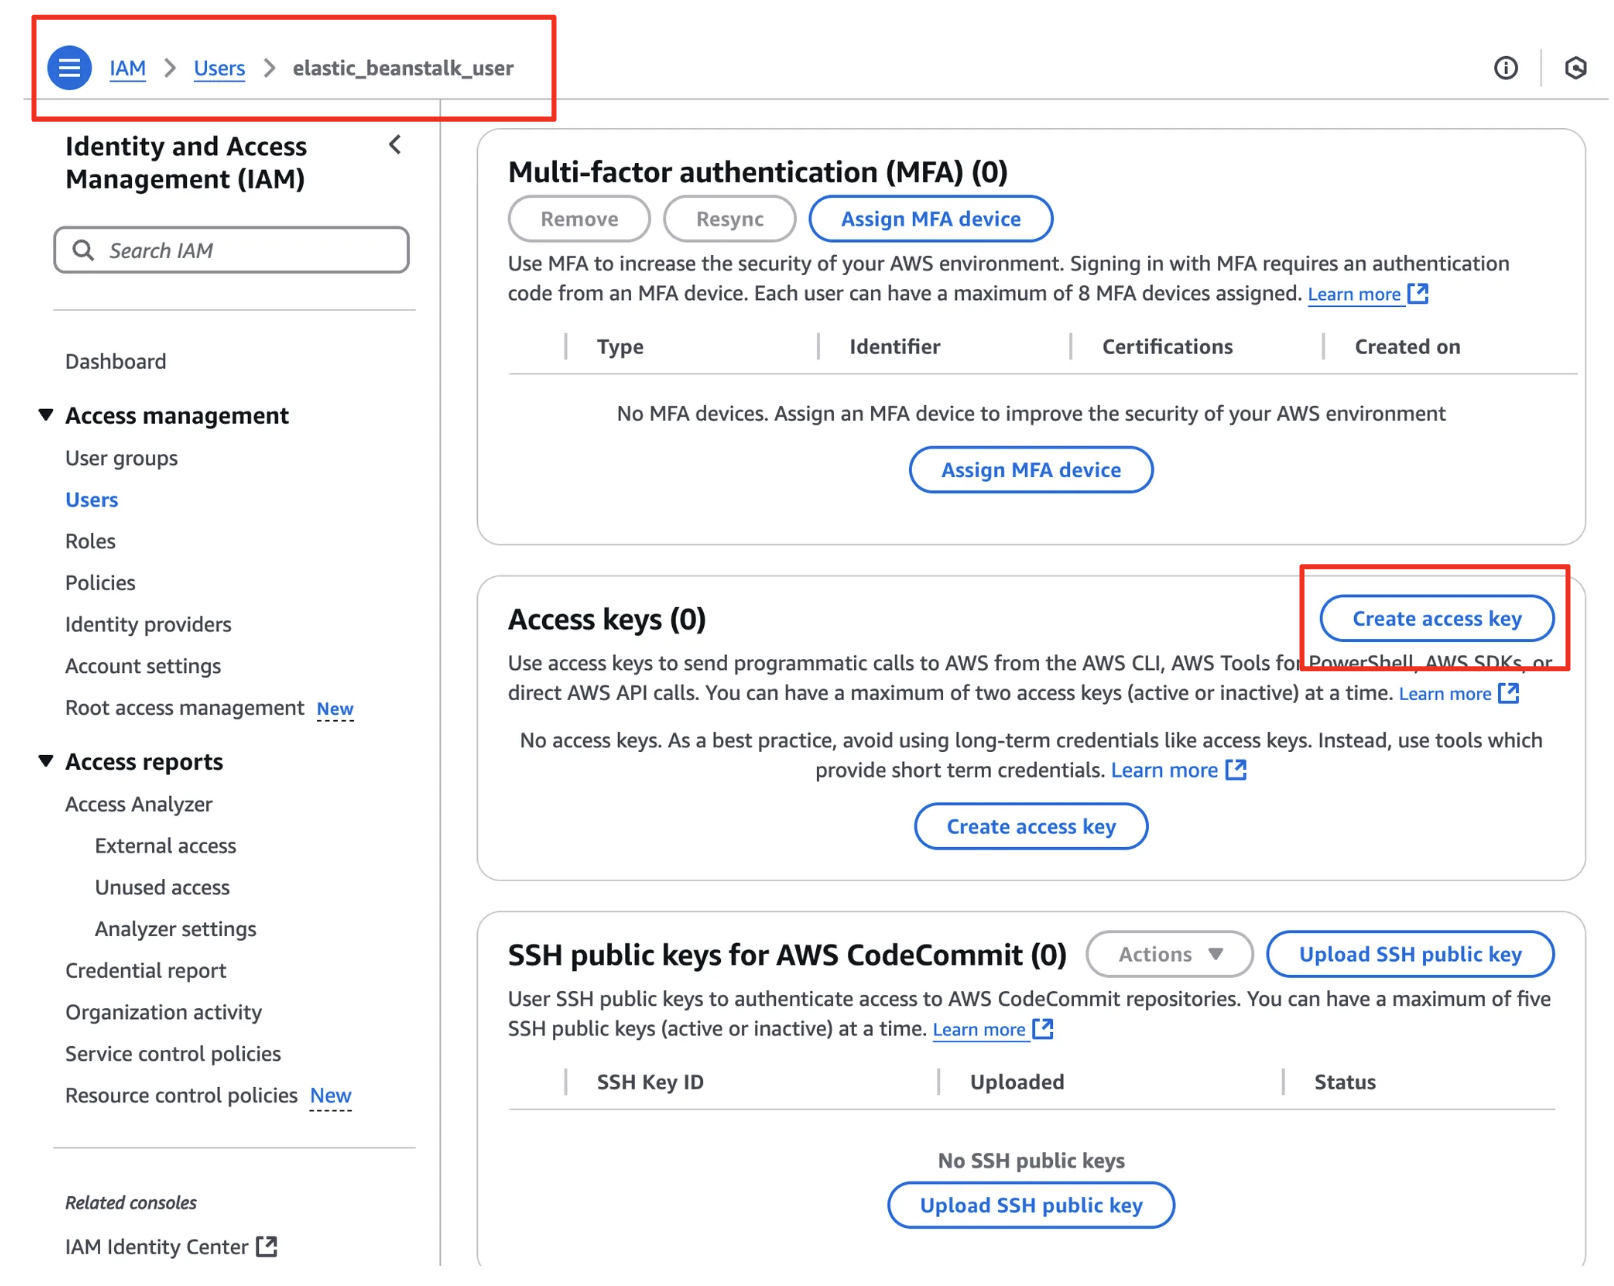 IAM > Users > elastic_beanstalk_user
Identity and Access
Management (IAM)
Search IAM
Dashboard
Access management
User groups
Users
Roles
Policies
Identity providers
Account settings
Root access management New
Access reports
Access Analyzer
External access
Unused access
Analyzer settings
Credential report
Organization activity
Service control policies
Resource control policies New
Related consoles
IAM Identity Center
Multi-factor authentication (MFA) (0)
Remove Resync Assign MFA device
Use MFA to increase the security of your AWS environment. Signing in with MFA requires an authentication
code from an MFA device. Each user can have a maximum of 8 MFA devices assigned. Learn more
Type Identifier Certifications Created on
No MFA devices. Assign an MFA device to improve the security of your AWS environment
Assign MFA device
Access keys (0) Create access key
Use access keys to send programmatic calls to AWS from the AWS CLI, AWS Tools for PowerShell, AWS SDKs, or
direct AWS API calls. You can have a maximum of two access keys (active or inactive) at a time. Learn more
No access keys. As a best practice, avoid using long-term credentials like access keys. Instead, use tools which
provide short term credentials. Learn more
Create access key
SSH public keys for AWS CodeCommit (0) Actions Upload SSH public key
User SSH public keys to authenticate access to AWS CodeCommit repositories. You can have a maximum of five
SSH public keys (active or inactive) at a time. Learn more
SSH Key ID Uploaded Status
No SSH public keys
Upload SSH public key